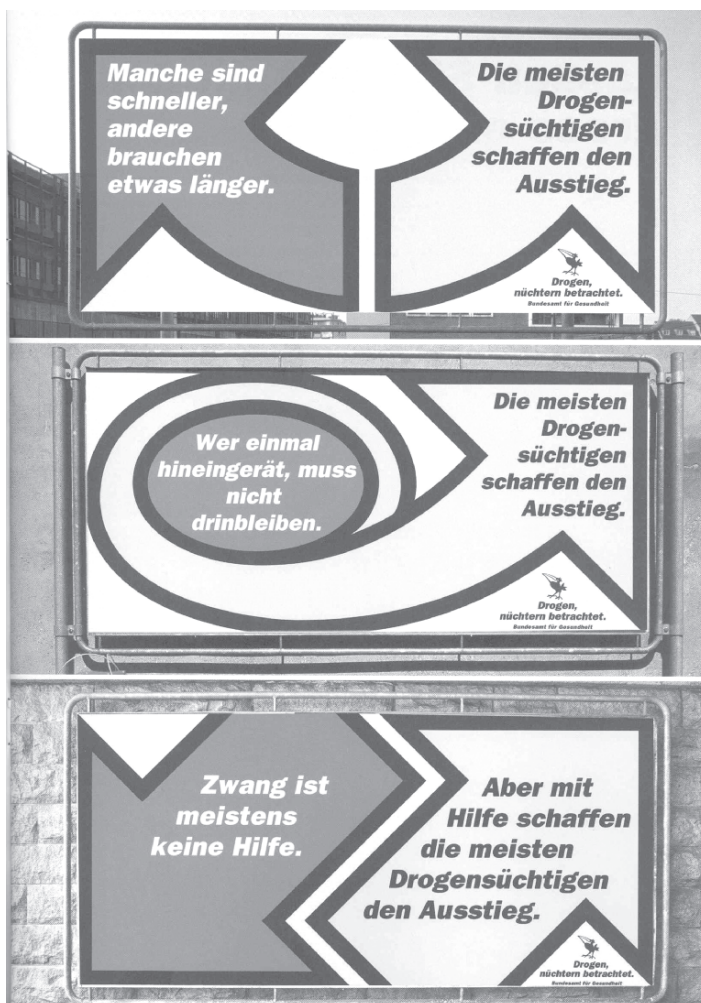 Manche sind
schneller,
andere
brauchen
etwas länger.
Die meisten
Drogen-
süchtigen
schaffen den
Ausstieg.
Drogen,
nüchtern betrachtet.
Bundesamt für Gesundheit
Wer einmal
hineingerät, muss
nicht
drinbleiben.
Die meisten
Drogen-
süchtigen
schaffen den
Ausstieg.
Drogen,
nüchtern betrachtet.
Bundesamt für Gesundheit
Zwang ist
meistens
keine Hilfe.
Aber mit
Hilfe schaffen
die meisten
Drogensüchtigen
den Ausstieg.
Drogen,
nüchtern betrachtet.
Bundesamt für Gesundheit